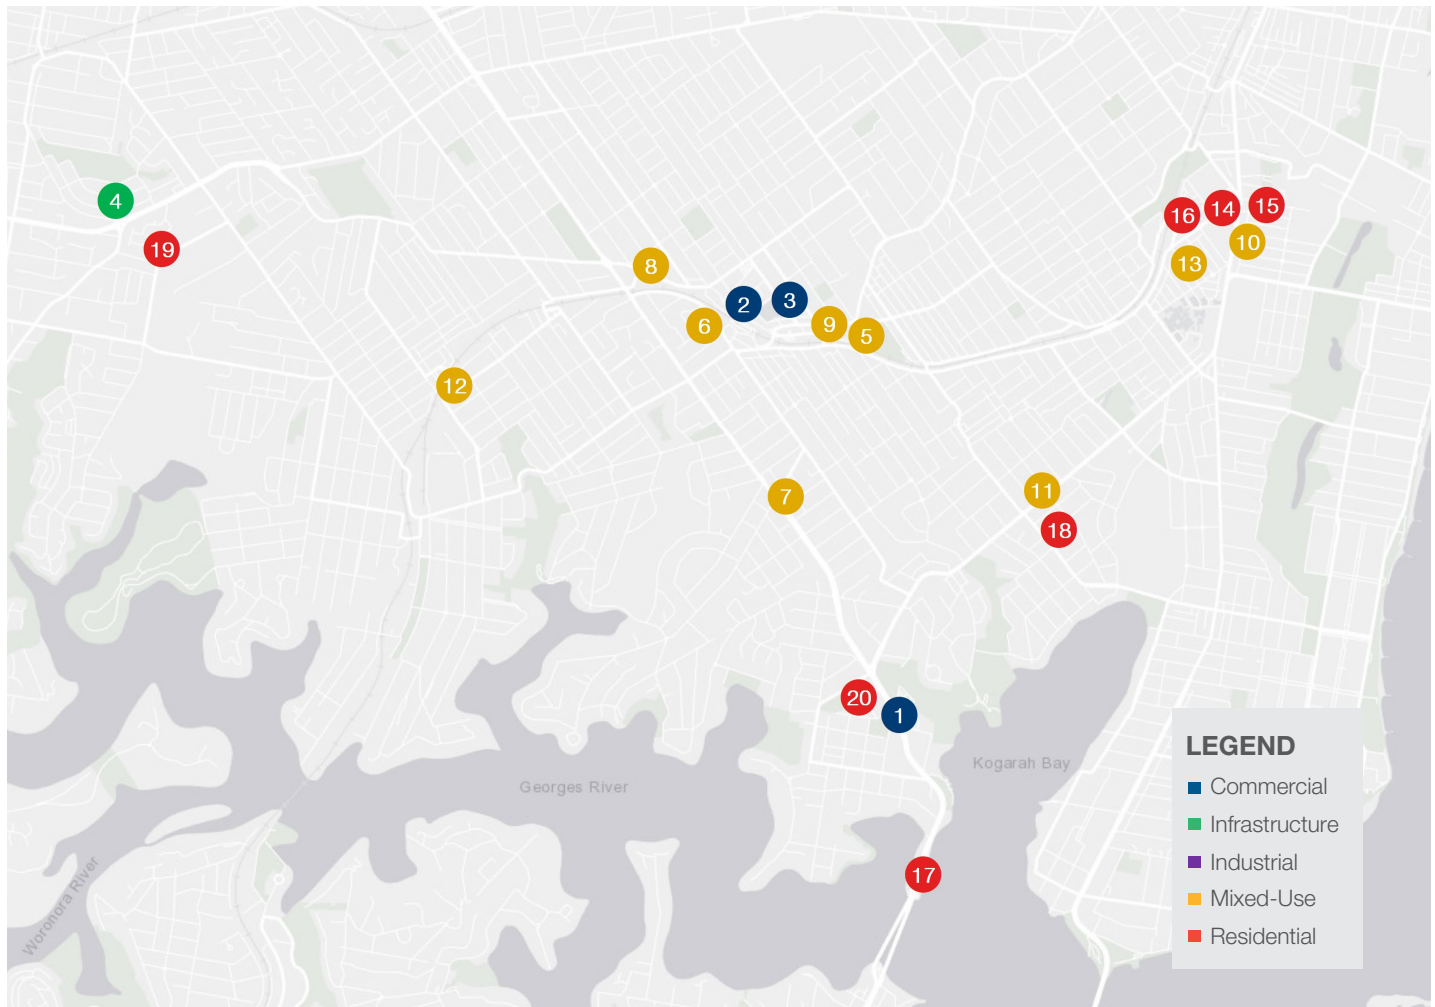 4
16
14
15
19
10
8
13
2
3
6
9
5
12
11
7
18
20
1
LEGEND
Kogarah Bay
Commercial
Georges River
Infrastructure
Industrial
17
Woronora River
Mixed-Use
Residential